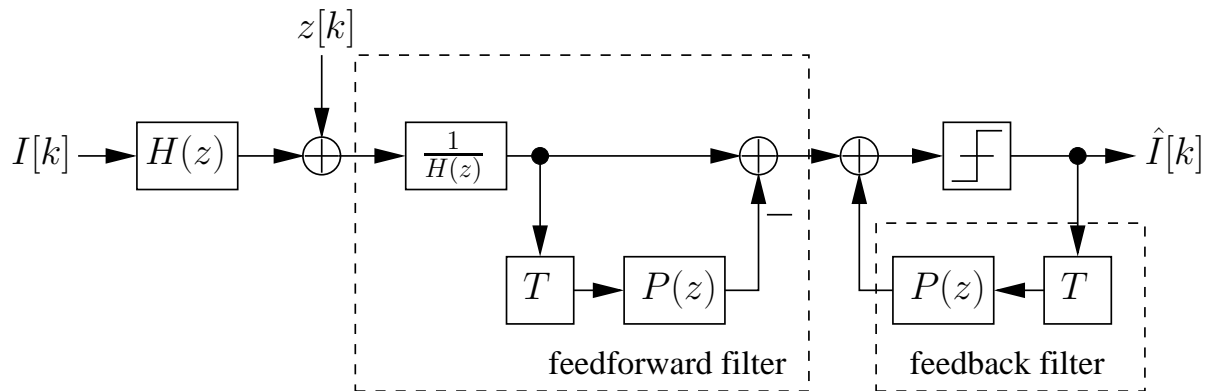 z[k]
I[k]
H(z)
1/H(z)
Î[k]
T
P(z)
P(z)
T
feedforward filter
feedback filter